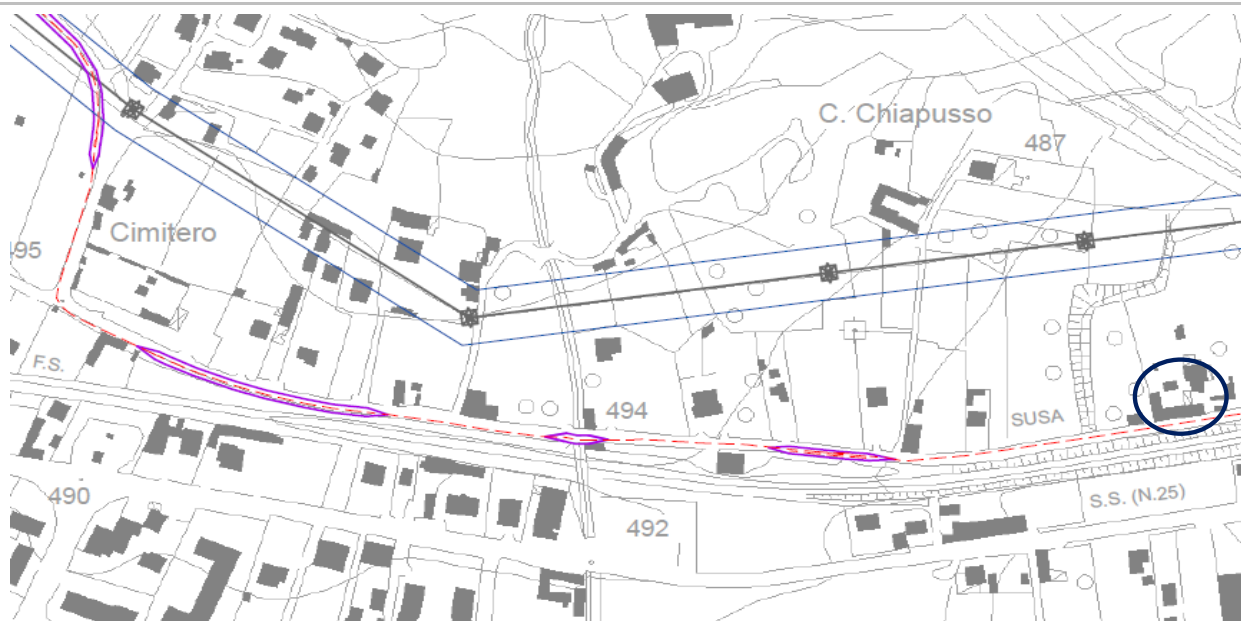 C. Chiapusso
487
Cimitero
495
F.S.
494
SUSA
490
S.S. (N.25)
492